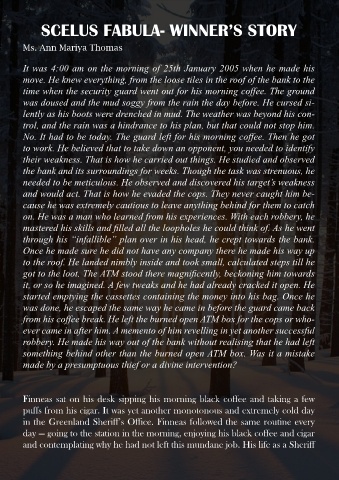 SCELUS FABULA- WINNER'S STORY
Ms. Ann Mariya Thomas
It was 4:00 am on the morning of 25th January 2005 when he made his
move. He knew everything, from the loose tiles in the roof of the bank to the
time when the security guard went out for his morning coffee. The ground
was doused and the mud soggy from the rain the day before. He cursed si-
lently as his boots were drenched in mud. The weather was beyond his con-
trol, and the rain was a hindrance to his plan, but that could not stop him.
No. It had to be today. The guard left for his morning coffee. Then he got
to work. He believed that to take down an opponent, you needed to identify
their weakness. That is how he carried out things. He studied and observed
the bank and its surroundings for weeks. Though the task was strenuous, he
needed to be meticulous. He observed and discovered his target's weakness
and would act. That is how he evaded the cops. They never caught him be-
cause he was extremely cautious to leave anything behind for them to catch
on. He was a man who learned from his experiences. With each robbery, he
mastered his skills and filled all the loopholes he could think of. As he went
through his "infallible" plan over in his head, he crept towards the bank.
Once he made sure he did not have any company there he made his way up
to the roof. He landed nimbly inside and took small, calculated steps till he
got to the loot. The ATM stood there magnificently, beckoning him towards
it, or so he imagined. A few tweaks and he had already cracked it open. He
started emptying the cassettes containing the money into his bag. Once he
was done, he escaped the same way he came in before the guard came back
from his coffee break. He left the burned open ATM box for the cops or who-
ever came in after him. A memento of him revelling in yet another successful
robbery. He made his way out of the bank without realising that he had left
something behind other than the burned open ATM box. Was it a mistake
made by a presumptuous thief or a divine intervention?
Finneas sat on his desk sipping his morning black coffee and taking a few
puffs from his cigar. It was yet another monotonous and extremely cold day
in the Greenland Sheriff's Office. Finneas followed the same routine every
day — going to the station in the morning, enjoying his black coffee and cigar
and contemplating why he had not left this mundane job. His life as a Sheriff